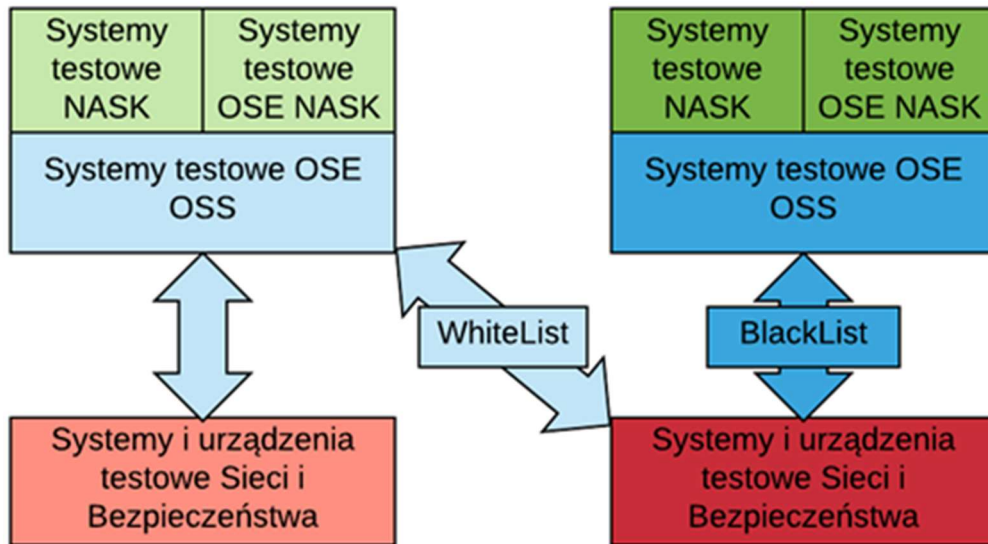 Systemy
testowe
NASK
Systemy
testowe
OSE NASK
Systemy testowe OSE
OSS
Systemy
testowe
NASK
Systemy
testowe
OSE NASK
Systemy testowe OSE
OSS
WhiteList
BlackList
Systemy i urządzenia
testowe Sieci i
Bezpieczeństwa
Systemy i urządzenia
testowe Sieci i
Bezpieczeństwa